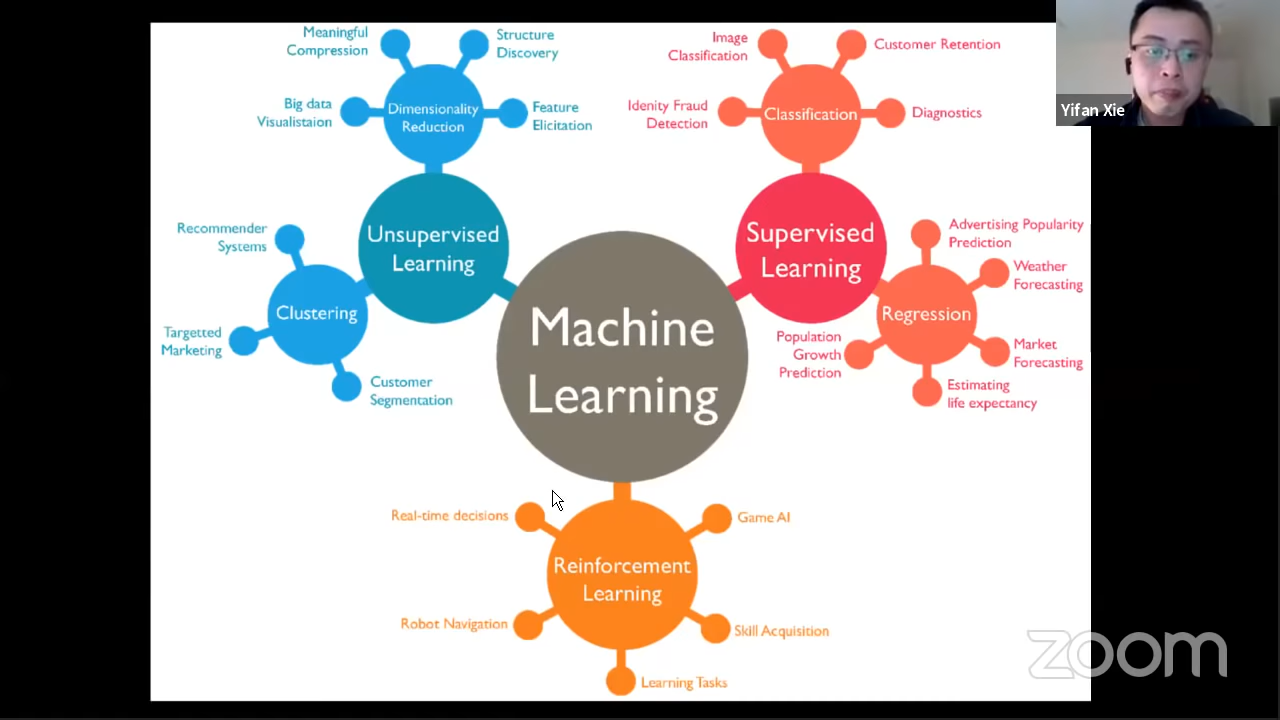 Meaningful
Compression
Structure
Discovery
Big data
Visualistaion
Dimensionality
Reduction
Feature
Elicitation
Image
Classification
Customer Retention
Idenity Fraud
Detection
Classification
Diagnostics
Yifan Xie
Recommender
Systems
Unsupervised
Learning
Clustering
Targetted
Marketing
Customer
Segmentation
Machine
Learning
Supervised
Learning
Advertising Popularity
Prediction
Weather
Forecasting
Regression
Population
Growth
Prediction
Market
Forecasting
Estimating
life expectancy
Real-time decisions
Game AI
Reinforcement
Learning
Robot Navigation
Skill Acquisition
Learning Tasks
zoom